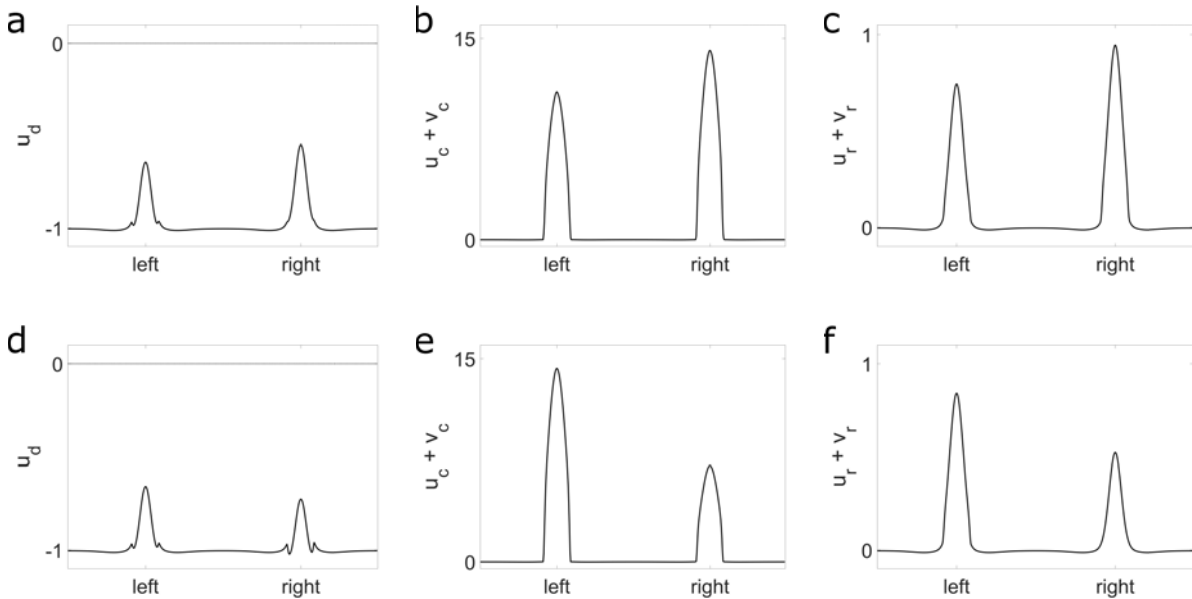 a
0
-1
u_d
left right
b
15
0
u_c + v_c
left right
c
1
0
u_r + v_r
left right
d
0
-1
u_d
left right
e
15
0
u_c + v_c
left right
f
1
0
u_r + v_r
left right